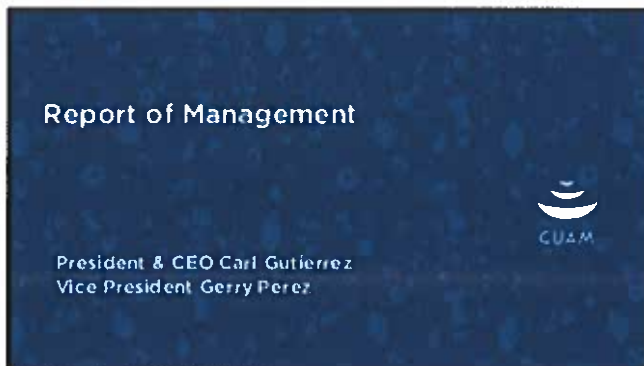 Report of Management
GUAM
President & CEO Carl Gutierrez
Vice President Gerry Perez